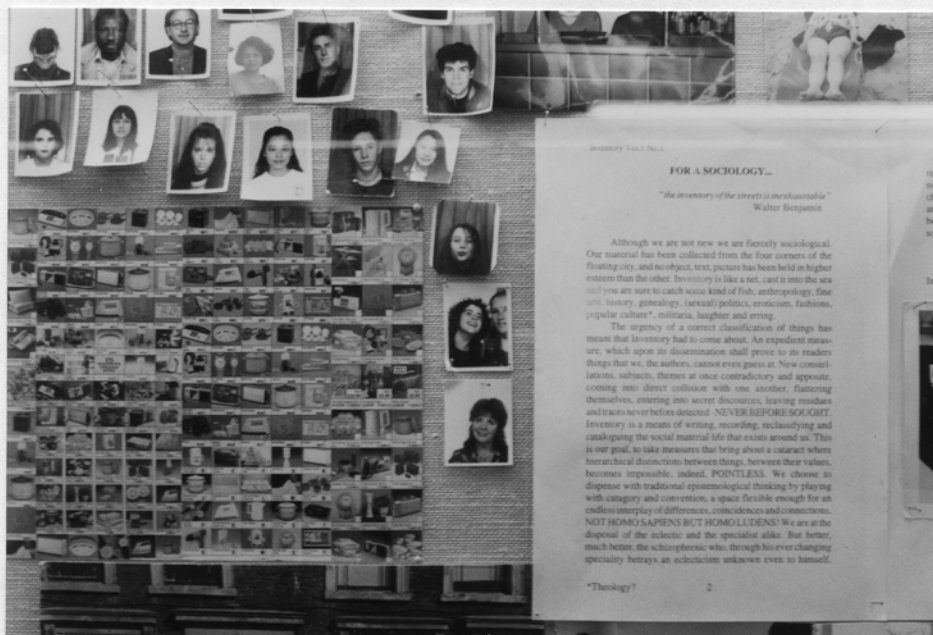 Inventory Vol.1 No.1
FOR A SOCIOLOGY...
"the inventory of the streets is inexhaustable"
Walter Benjamin
Although we are not new we are fiercely sociological.
Our material has been collected from the four corners of the
floating city, and no object, text, picture has been held in higher
esteem than the other. Inventory is like a net, cast it into the sea
and you are sure to catch some kind of fish; anthropology, fine
arts, history, genealogy, (sexual) politics, eroticism, fashions,
popular culture*, militaria, laughter and erring.
The urgency of a correct classification of things has
meant that Inventory had to come about. An expedient meas-
ure, which upon its dissemination shall prove to its readers
things that we, the authors, cannot even guess at. New constel-
lations, subjects, themes at once contradictory and apposite,
coming into direct collision with one another, flattering
themselves, entering into secret discources, leaving residues
and traces never before detected - NEVER BEFORE SOUGHT.
Inventory is a means of writing, recording, reclassifying and
cataloguing the social material life that exists around us. This
is our goal, to take measures that bring about a cataract where
hierarchical distinctions between things, between their values,
becomes impossible, indeed, POINTLESS. We choose to
dispense with traditional epistemological thinking by playing
with catagory and convention, a space flexible enough for an
endless interplay of differences, coincidences and connections,
NOT HOMO SAPIENS BUT HOMO LUDENS! We are at the
disposal of the eclectic and the specialist alike. But better,
much better, the schizophrenic who, through his ever changing
speciality betrays an eclecticism unknown even to himself.
*Theology?
2